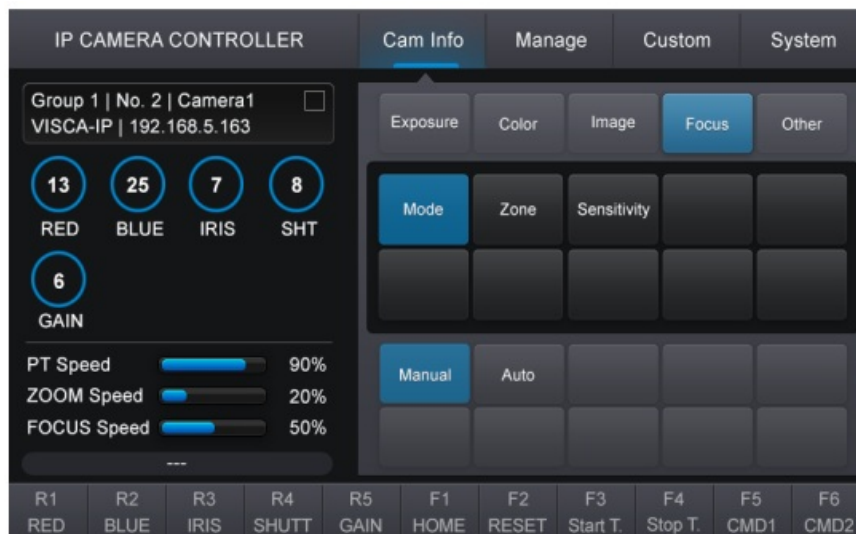 IP CAMERA CONTROLLER
Cam Info Manage Custom System
Group 1 | No. 2 | Camera1
VISCA-IP | 192.168.5.163
13 25 7 8
RED BLUE IRIS SHT
6
GAIN
PT Speed 90%
ZOOM Speed 20%
FOCUS Speed 50%
---
Exposure Color Image Focus Other
Mode Zone Sensitivity
Manual Auto
R1 R2 R3 R4 R5 F1 F2 F3 F4 F5 F6
RED BLUE IRIS SHUTT GAIN HOME RESET Start T. Stop T. CMD1 CMD2